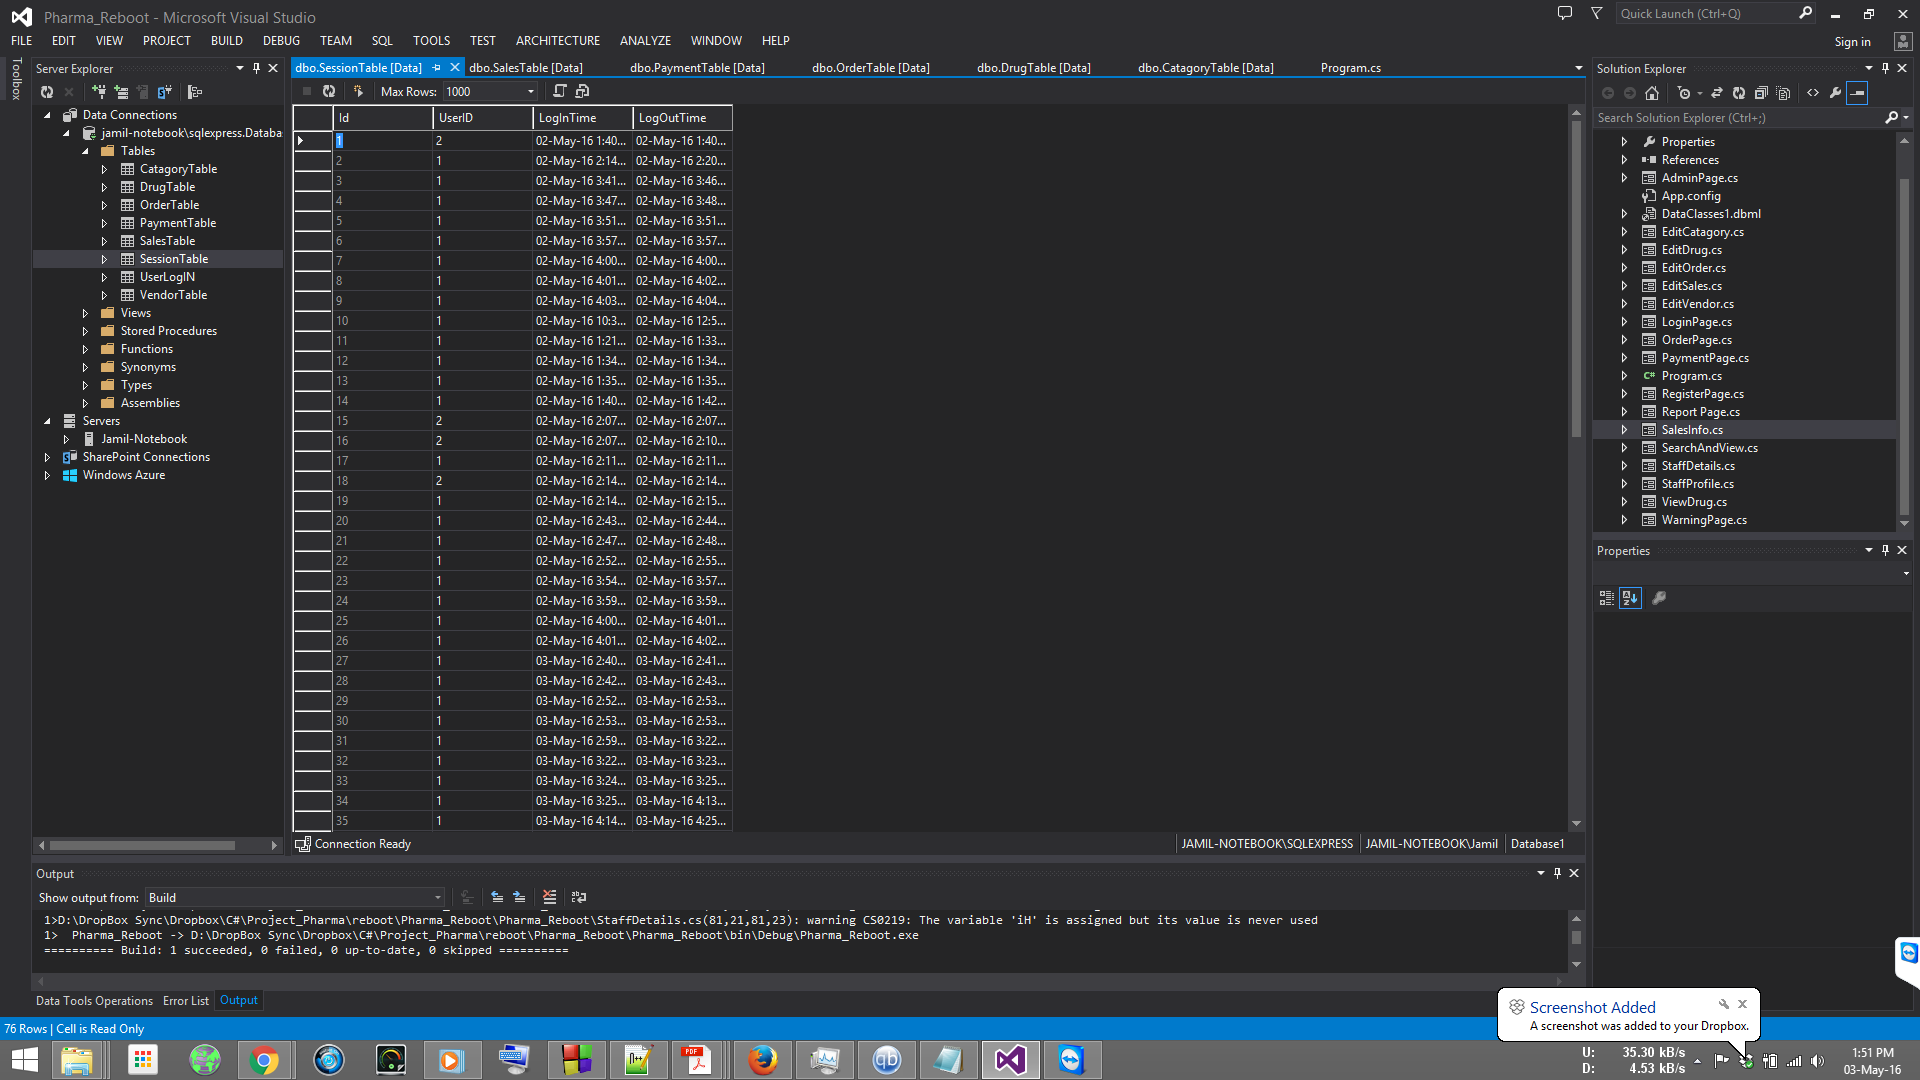 Pharma_Reboot - Microsoft Visual Studio
Quick Launch (Ctrl+Q)
FILE EDIT VIEW PROJECT BUILD DEBUG TEAM SQL TOOLS TEST ARCHITECTURE ANALYZE WINDOW HELP
Sign in
Toolbox
Server Explorer
Data Connections
jamil-notebook\sqlexpress.Databa
Tables
CatagoryTable
DrugTable
OrderTable
PaymentTable
SalesTable
SessionTable
UserLogIN
VendorTable
Views
Stored Procedures
Functions
Synonyms
Types
Assemblies
Servers
Jamil-Notebook
SharePoint Connections
Windows Azure
dbo.SessionTable [Data] dbo.SalesTable [Data] dbo.PaymentTable [Data] dbo.OrderTable [Data] dbo.DrugTable [Data] dbo.CatagoryTable [Data] Program.cs
Max Rows: 1000
Id UserID LogInTime LogOutTime
1 2 02-May-16 1:40... 02-May-16 1:40...
2 1 02-May-16 2:14... 02-May-16 2:20...
3 1 02-May-16 3:41... 02-May-16 3:46...
4 1 02-May-16 3:47... 02-May-16 3:48...
5 1 02-May-16 3:51... 02-May-16 3:51...
6 1 02-May-16 3:57... 02-May-16 3:57...
7 1 02-May-16 4:00... 02-May-16 4:00...
8 1 02-May-16 4:01... 02-May-16 4:02...
9 1 02-May-16 4:03... 02-May-16 4:04...
10 1 02-May-16 10:3... 02-May-16 12:5...
11 1 02-May-16 1:21... 02-May-16 1:33...
12 1 02-May-16 1:34... 02-May-16 1:34...
13 1 02-May-16 1:35... 02-May-16 1:35...
14 1 02-May-16 1:40... 02-May-16 1:42...
15 2 02-May-16 2:07... 02-May-16 2:07...
16 2 02-May-16 2:07... 02-May-16 2:10...
17 1 02-May-16 2:11... 02-May-16 2:11...
18 2 02-May-16 2:14... 02-May-16 2:14...
19 1 02-May-16 2:14... 02-May-16 2:15...
20 1 02-May-16 2:43... 02-May-16 2:44...
21 1 02-May-16 2:47... 02-May-16 2:48...
22 1 02-May-16 2:52... 02-May-16 2:55...
23 1 02-May-16 3:54... 02-May-16 3:57...
24 1 02-May-16 3:59... 02-May-16 3:59...
25 1 02-May-16 4:00... 02-May-16 4:01...
26 1 02-May-16 4:01... 02-May-16 4:02...
27 1 03-May-16 2:40... 03-May-16 2:41...
28 1 03-May-16 2:42... 03-May-16 2:43...
29 1 03-May-16 2:52... 03-May-16 2:53...
30 1 03-May-16 2:53... 03-May-16 2:53...
31 1 03-May-16 2:59... 03-May-16 3:22...
32 1 03-May-16 3:22... 03-May-16 3:23...
33 1 03-May-16 3:24... 03-May-16 3:25...
34 1 03-May-16 3:25... 03-May-16 4:13...
35 1 03-May-16 4:14... 03-May-16 4:25...
Connection Ready
JAMIL-NOTEBOOK\SQLEXPRESS JAMIL-NOTEBOOK\Jamil Database1
Solution Explorer
Search Solution Explorer (Ctrl+;)
Properties
References
AdminPage.cs
App.config
DataClasses1.dbml
EditCatagory.cs
EditDrug.cs
EditOrder.cs
EditSales.cs
EditVendor.cs
LoginPage.cs
OrderPage.cs
PaymentPage.cs
C# Program.cs
RegisterPage.cs
Report Page.cs
SalesInfo.cs
SearchAndView.cs
StaffDetails.cs
StaffProfile.cs
ViewDrug.cs
WarningPage.cs
Properties
Output
Show output from: Build
1>D:\DropBox Sync\Dropbox\C#\Project_Pharma\reboot\Pharma_Reboot\Pharma_Reboot\StaffDetails.cs(81,21,81,23): warning CS0219: The variable 'iH' is assigned but its value is never used
1> Pharma_Reboot -> D:\DropBox Sync\Dropbox\C#\Project_Pharma\reboot\Pharma_Reboot\Pharma_Reboot\bin\Debug\Pharma_Reboot.exe
========== Build: 1 succeeded, 0 failed, 0 up-to-date, 0 skipped ==========
Data Tools Operations Error List Output
76 Rows | Cell is Read Only
Screenshot Added
A screenshot was added to your Dropbox.
PDF
qb
U: 35.30 kB/s
D: 4.53 kB/s
1:51 PM
03-May-16